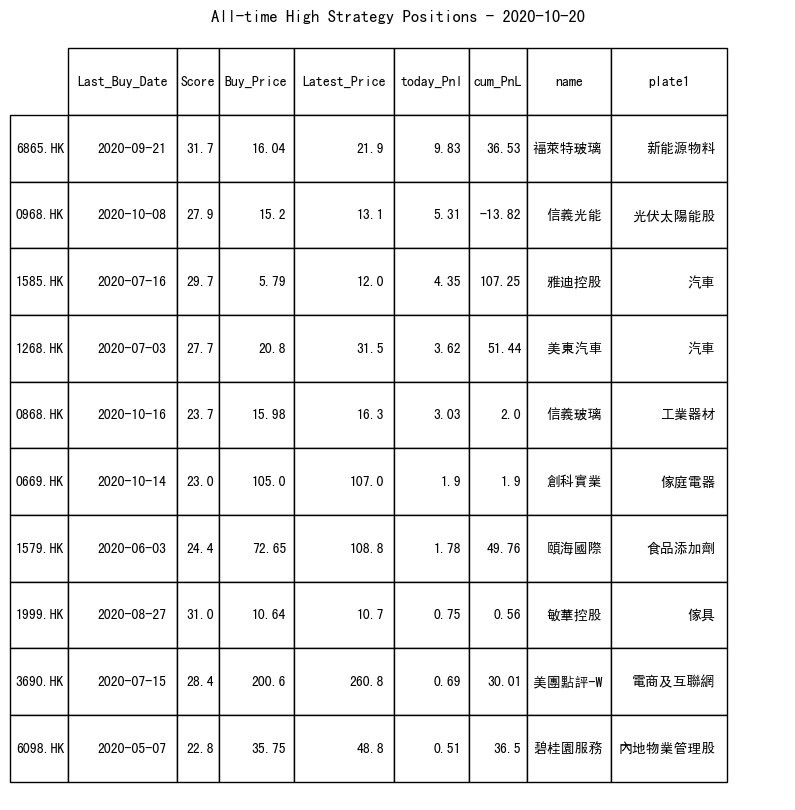 All-time High Strategy Positions - 2020-10-20
Last_Buy_Date Score Buy_Price Latest_Price today_Pnl cum_PnL name plate1
6865.HK 2020-09-21 31.7 16.04 21.9 9.83 36.53 福萊特玻璃 新能源物料
0968.HK 2020-10-08 27.9 15.2 13.1 5.31 -13.82 信義光能 光伏太陽能股
1585.HK 2020-07-16 29.7 5.79 12.0 4.35 107.25 雅迪控股 汽車
1268.HK 2020-07-03 27.7 20.8 31.5 3.62 51.44 美東汽車 汽車
0868.HK 2020-10-16 23.7 15.98 16.3 3.03 2.0 信義玻璃 工業器材
0669.HK 2020-10-14 23.0 105.0 107.0 1.9 1.9 創科實業 傢庭電器
1579.HK 2020-06-03 24.4 72.65 108.8 1.78 49.76 頤海國際 食品添加劑
1999.HK 2020-08-27 31.0 10.64 10.7 0.75 0.56 敏華控股 傢具
3690.HK 2020-07-15 28.4 200.6 260.8 0.69 30.01 美團點評-W 電商及互聯網
6098.HK 2020-05-07 22.8 35.75 48.8 0.51 36.5 碧桂園服務 內地物業管理股